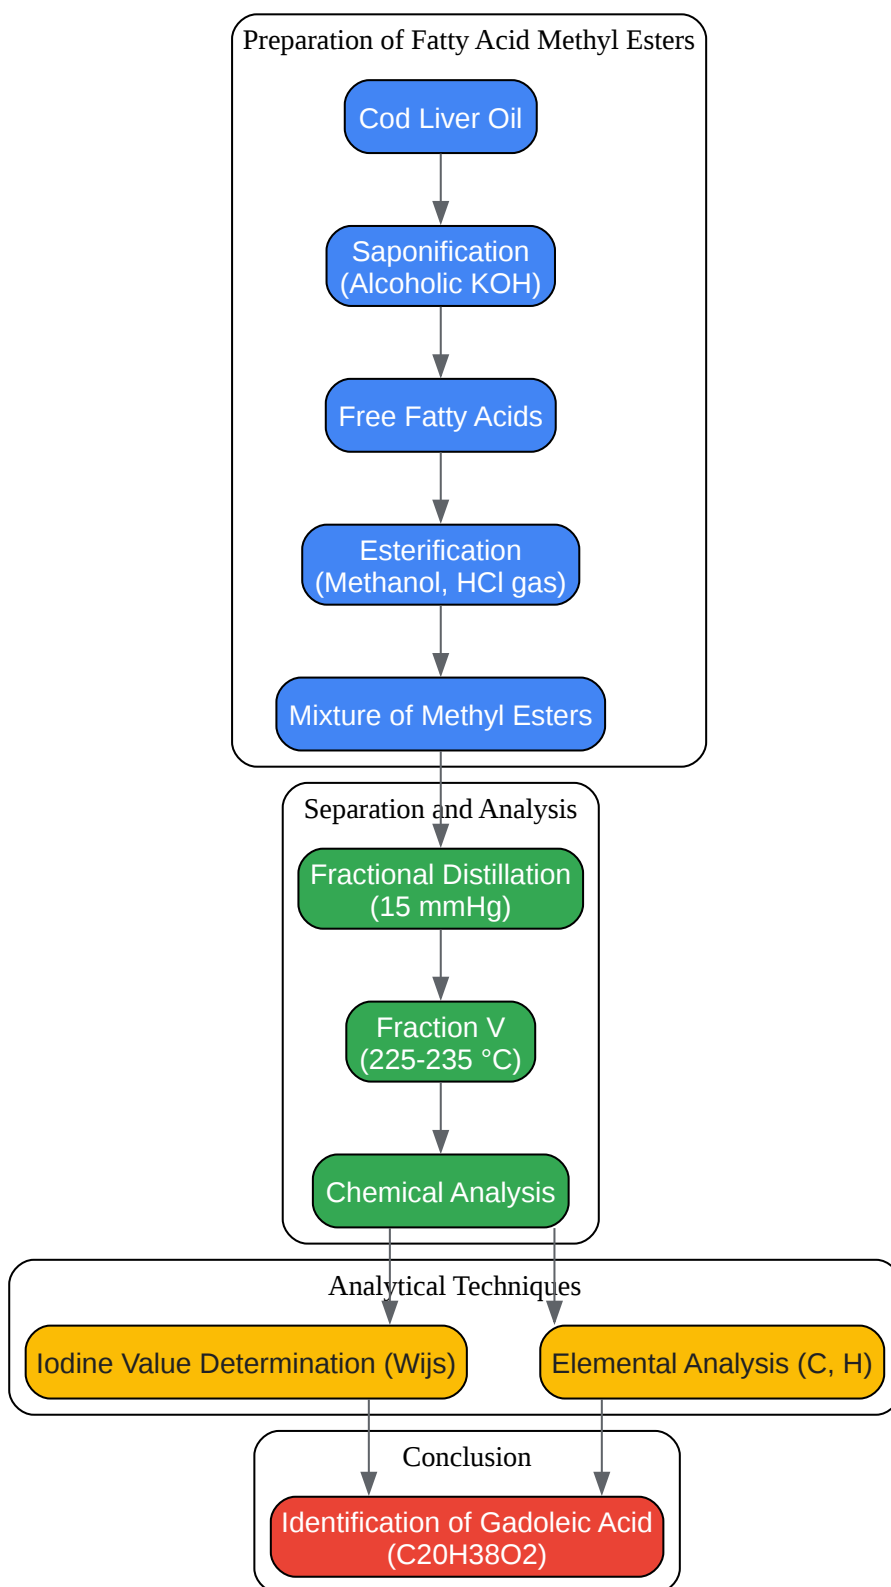 Preparation of Fatty Acid Methyl Esters
Cod Liver Oil
Saponification
(Alcoholic KOH)
Free Fatty Acids
Esterification
(Methanol, HCl gas)
Mixture of Methyl Esters
Separation and Analysis
Fractional Distillation
(15 mmHg)
Fraction V
(225-235 °C)
Chemical Analysis
Analytical Techniques
Iodine Value Determination (Wijs)
Elemental Analysis (C, H)
Conclusion
Identification of Gadoleic Acid
(C20H38O2)